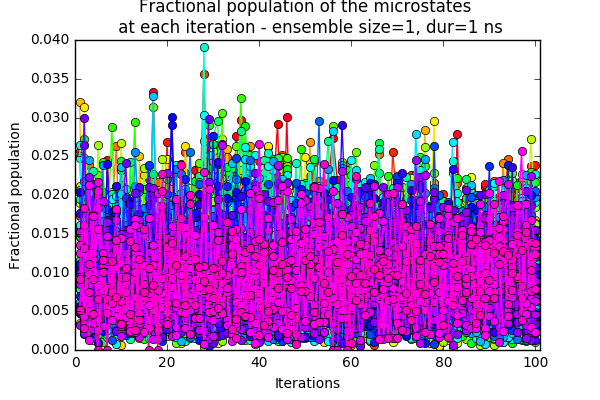 Fractional population of the microstates
at each iteration - ensemble size=1, dur=1 ns
0.040
0.035
0.030
0.025
0.020
0.015
0.010
0.005
0.000
Fractional population
0 20 40 60 80 100
Iterations